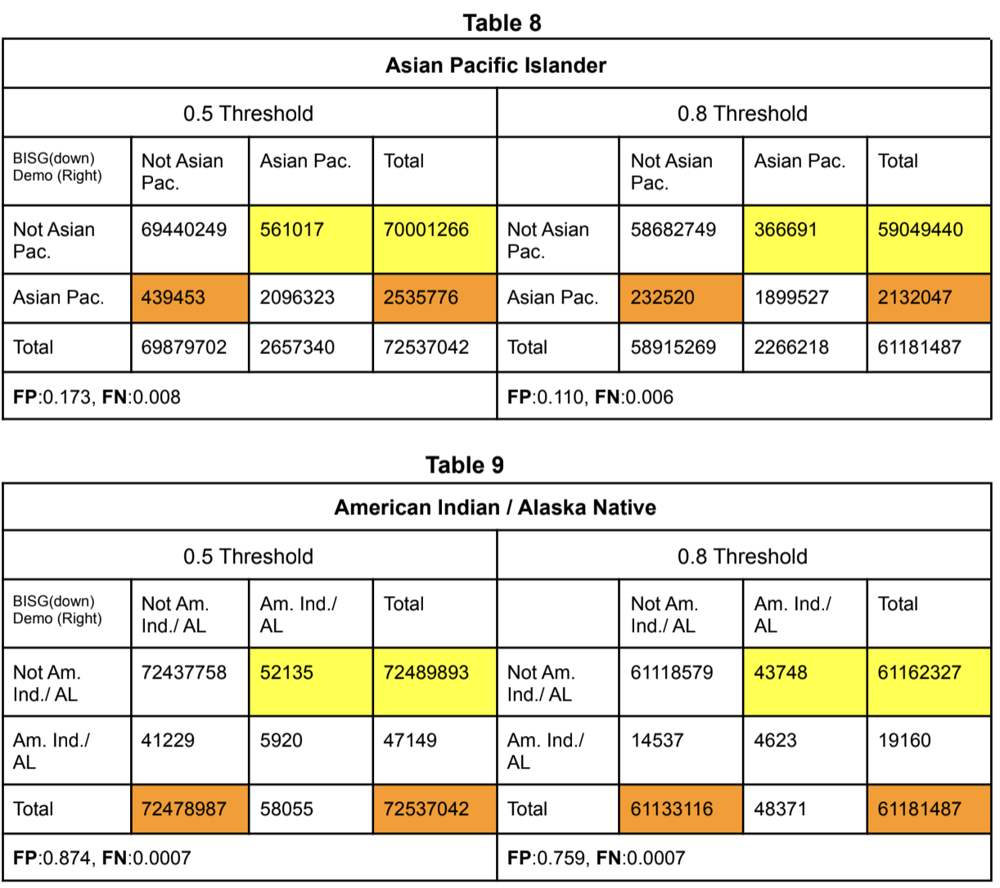 Table 8
Asian Pacific Islander
0.5 Threshold 0.8 Threshold
BISG(down) Not Asian Asian Pac. Total Not Asian Asian Pac. Total
Demo (Right) Pac. Pac.
Not Asian 69440249 561017 70001266 Not Asian 58682749 366691 59049440
Pac. Pac.
Asian Pac. 439453 2096323 2535776 Asian Pac. 232520 1899527 2132047
Total 69879702 2657340 72537042 Total 58915269 2266218 61181487
FP:0.173, FN:0.008 FP:0.110, FN:0.006
Table 9
American Indian / Alaska Native
0.5 Threshold 0.8 Threshold
BISG(down) Not Am. Am. Ind./ Total Not Am. Am. Ind./ Total
Demo (Right) Ind./ AL AL Ind./ AL AL
Not Am. 72437758 52135 72489893 Not Am. 61118579 43748 61162327
Ind./ AL Ind./ AL
Am. Ind./ 41229 5920 47149 Am. Ind./ 14537 4623 19160
AL AL
Total 72478987 58055 72537042 Total 61133116 48371 61181487
FP:0.874, FN:0.0007 FP:0.759, FN:0.0007